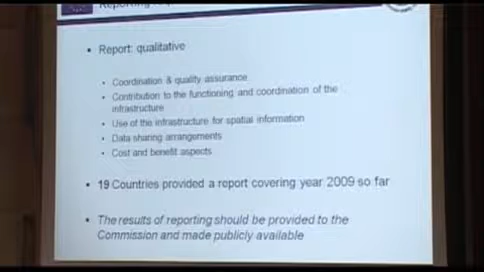 Reporting
• Report: qualitative
• Coordination & quality assurance
• Contribution to the functioning and coordination of the
infrastructure
• Use of the infrastructure for spatial information
• Data sharing arrangements
• Cost and benefit aspects
• 19 Countries provided a report covering year 2009 so far
• The results of reporting should be provided to the
Commission and made publicly available